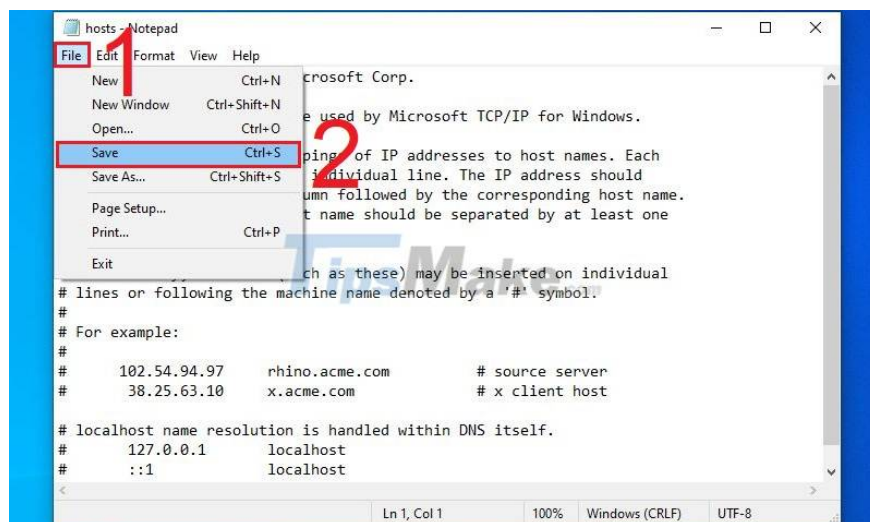 hosts - Notepad
File Edit Format View Help
1
New Ctrl+N
New Window Ctrl+Shift+N
Open... Ctrl+O
Save Ctrl+S
2
Save As... Ctrl+Shift+S
Page Setup...
Print... Ctrl+P
Exit
crosoft Corp.
e used by Microsoft TCP/IP for Windows.
pings of IP addresses to host names. Each
individual line. The IP address should
umn followed by the corresponding host name.
t name should be separated by at least one
ch as these) may be inserted on individual
TipsMake.com
# lines or following the machine name denoted by a '#' symbol.
#
# For example:
#
# 102.54.94.97 rhino.acme.com # source server
# 38.25.63.10 x.acme.com # x client host
# localhost name resolution is handled within DNS itself.
# 127.0.0.1 localhost
# ::1 localhost
Ln 1, Col 1 100% Windows (CRLF) UTF-8